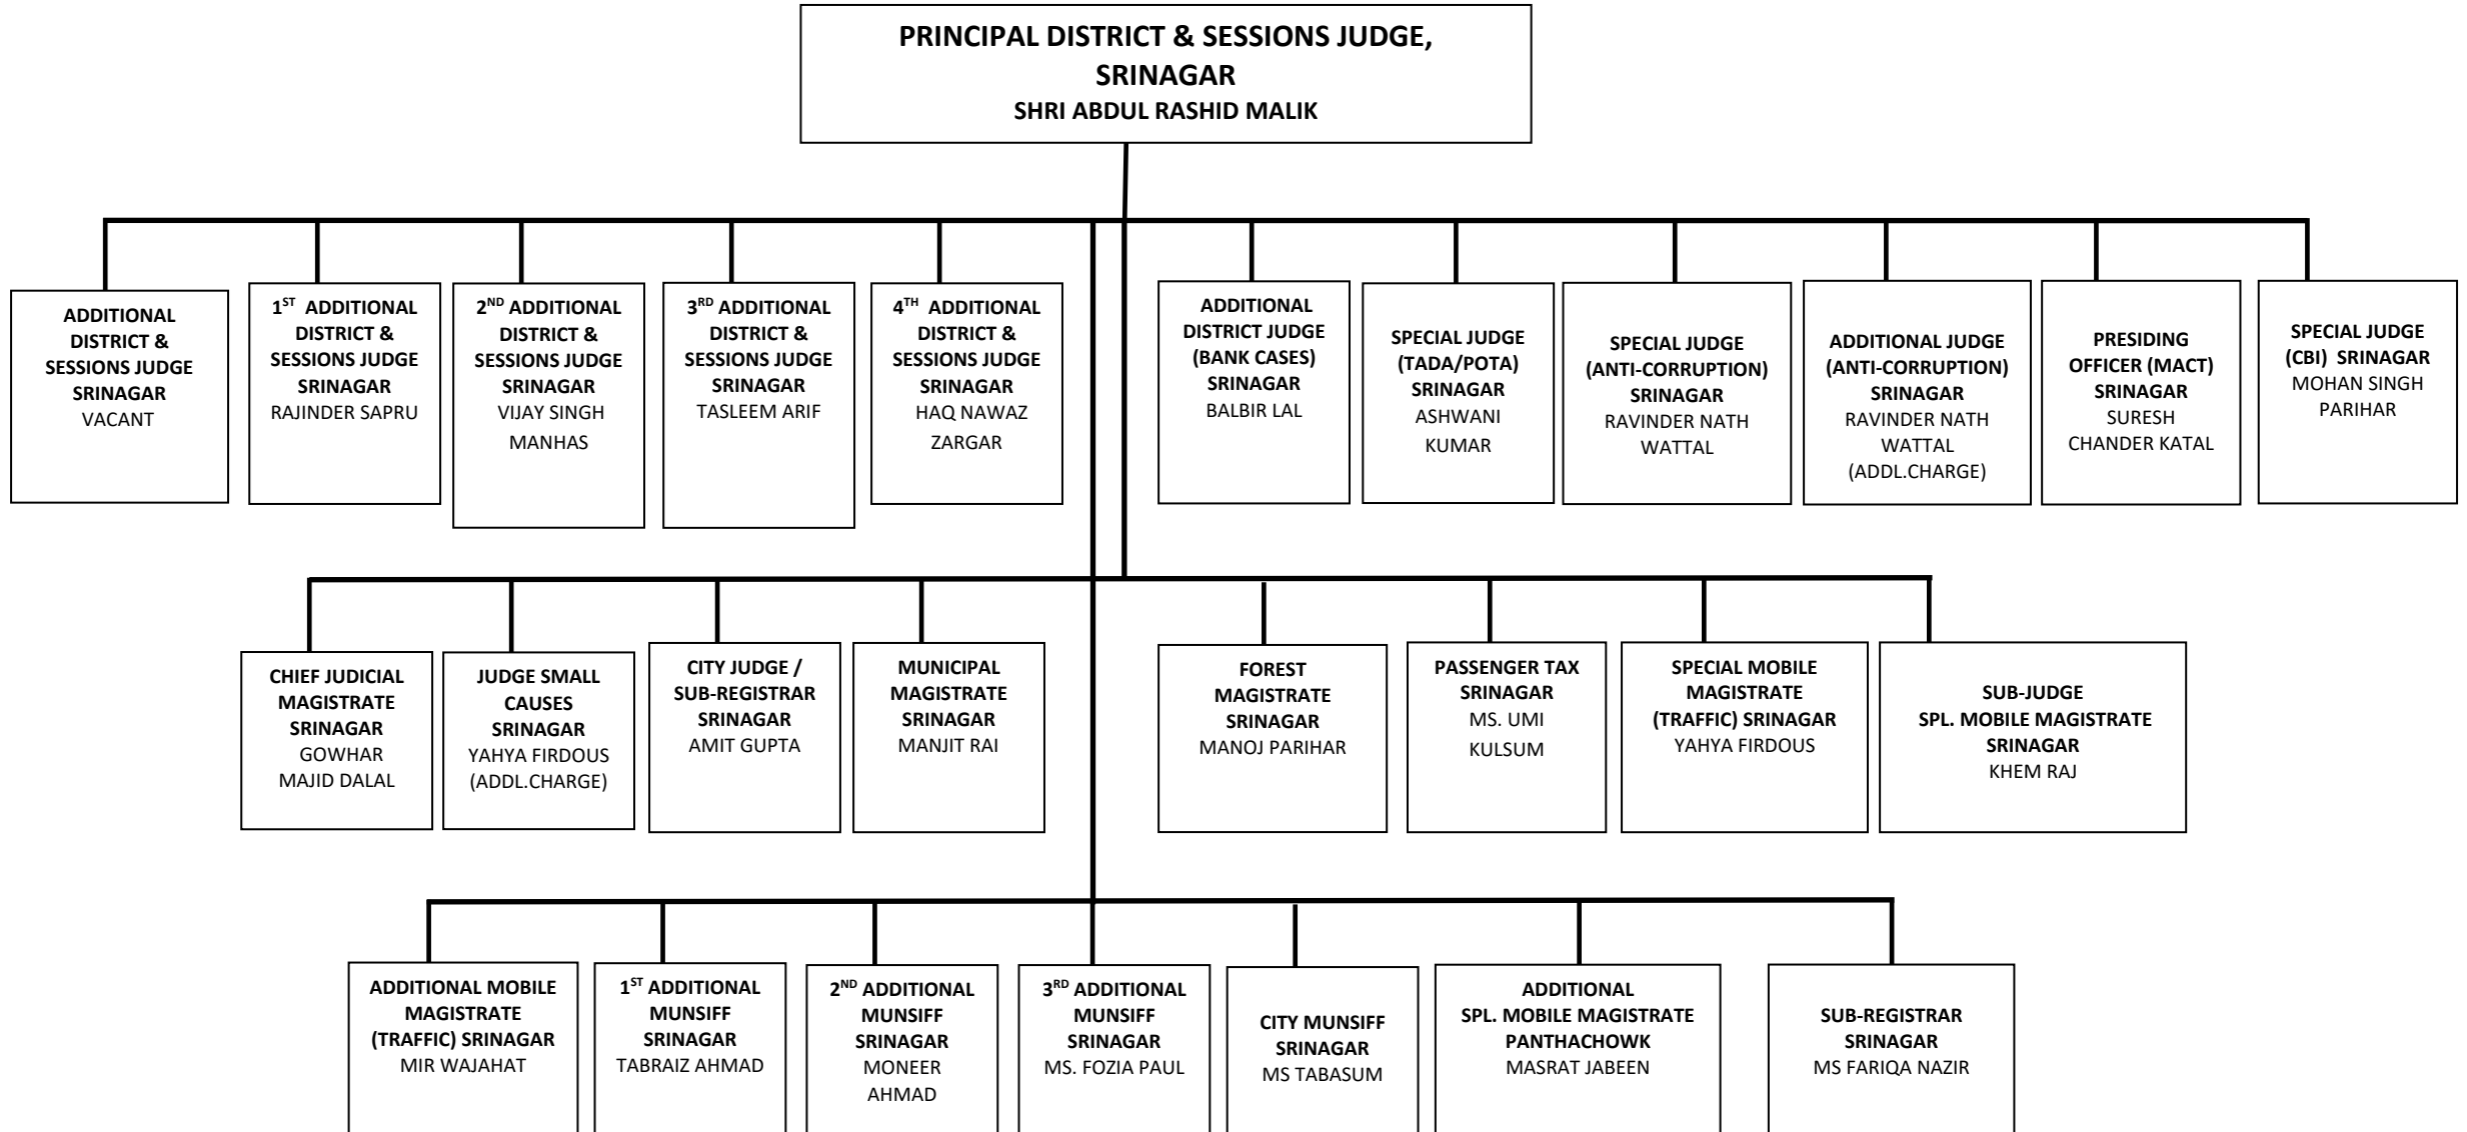 PRINCIPAL DISTRICT & SESSIONS JUDGE,
SRINAGAR
SHRI ABDUL RASHID MALIK
ADDITIONAL
DISTRICT &
SESSIONS JUDGE
SRINAGAR
VACANT
1ST ADDITIONAL
DISTRICT &
SESSIONS JUDGE
SRINAGAR
RAJINDER SAPRU
2ND ADDITIONAL
DISTRICT &
SESSIONS JUDGE
SRINAGAR
VIJAY SINGH
MANHAS
3RD ADDITIONAL
DISTRICT &
SESSIONS JUDGE
SRINAGAR
TASLEEM ARIF
4TH ADDITIONAL
DISTRICT &
SESSIONS JUDGE
SRINAGAR
HAQ NAWAZ
ZARGAR
ADDITIONAL
DISTRICT JUDGE
(BANK CASES)
SRINAGAR
BALBIR LAL
SPECIAL JUDGE
(TADA/POTA)
SRINAGAR
ASHWANI
KUMAR
SPECIAL JUDGE
(ANTI-CORRUPTION)
SRINAGAR
RAVINDER NATH
WATTAL
ADDITIONAL JUDGE
(ANTI-CORRUPTION)
SRINAGAR
RAVINDER NATH
WATTAL
(ADDL.CHARGE)
PRESIDING
OFFICER (MACT)
SRINAGAR
SURESH
CHANDER KATAL
SPECIAL JUDGE
(CBI) SRINAGAR
MOHAN SINGH
PARIHAR
CHIEF JUDICIAL
MAGISTRATE
SRINAGAR
GOWHAR
MAJID DALAL
JUDGE SMALL
CAUSES
SRINAGAR
YAHYA FIRDOUS
(ADDL.CHARGE)
CITY JUDGE /
SUB-REGISTRAR
SRINAGAR
AMIT GUPTA
MUNICIPAL
MAGISTRATE
SRINAGAR
MANJIT RAI
FOREST
MAGISTRATE
SRINAGAR
MANOJ PARIHAR
PASSENGER TAX
SRINAGAR
MS. UMI
KULSUM
SPECIAL MOBILE
MAGISTRATE
(TRAFFIC) SRINAGAR
YAHYA FIRDOUS
SUB-JUDGE
SPL. MOBILE MAGISTRATE
SRINAGAR
KHEM RAJ
ADDITIONAL MOBILE
MAGISTRATE
(TRAFFIC) SRINAGAR
MIR WAJAHAT
1ST ADDITIONAL
MUNSIFF
SRINAGAR
TABRAIZ AHMAD
2ND ADDITIONAL
MUNSIFF
SRINAGAR
MONEER
AHMAD
3RD ADDITIONAL
MUNSIFF
SRINAGAR
MS. FOZIA PAUL
CITY MUNSIFF
SRINAGAR
MS TABASUM
ADDITIONAL
SPL. MOBILE MAGISTRATE
PANTHACHOWK
MASRAT JABEEN
SUB-REGISTRAR
SRINAGAR
MS FARIQA NAZIR